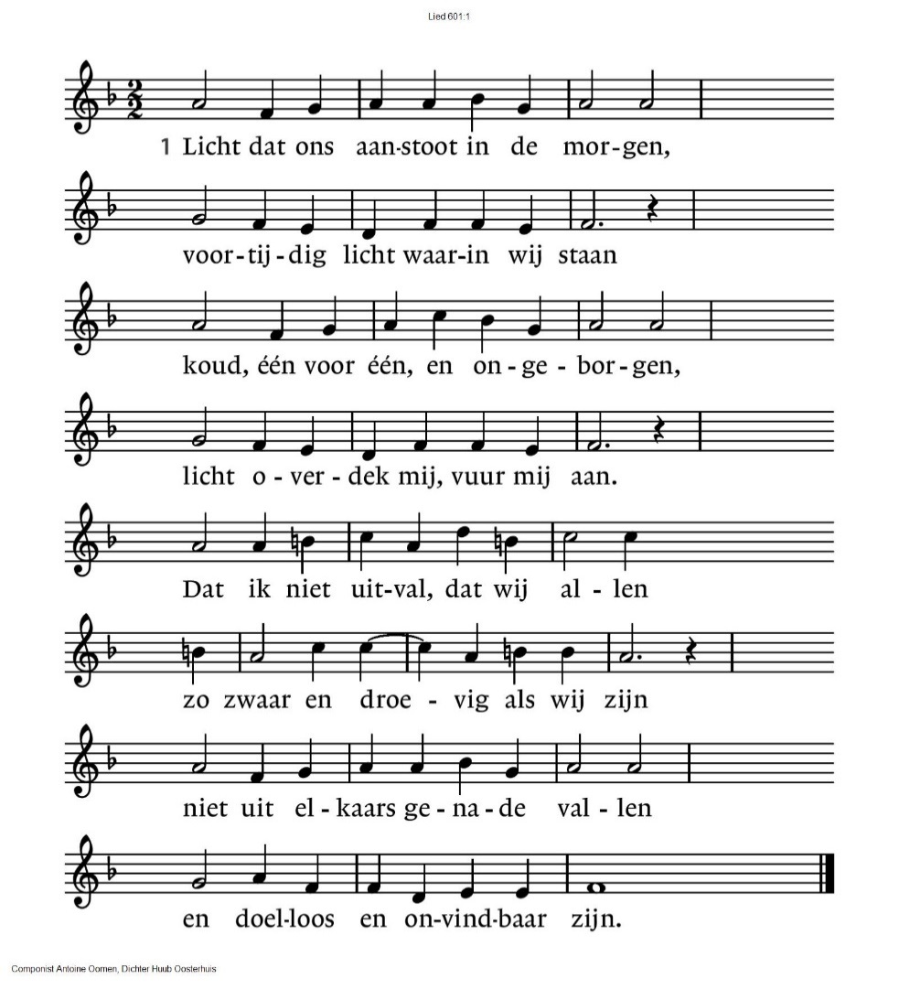 Lied 601:1
2
2
1 Licht dat ons aan-stoot in de mor-gen,
voor-tij-dig licht waar-in wij staan
koud, één voor één, en on-ge-bor-gen,
licht o-ver-dek mij, vuur mij aan.
Dat ik niet uit-val, dat wij al-len
zo zwaar en droe-vig als wij zijn
niet uit el-kaars ge-na-de val-len
en doel-loos en on-vind-baar zijn.
Componist Antoine Oomen, Dichter Huub Oosterhuis